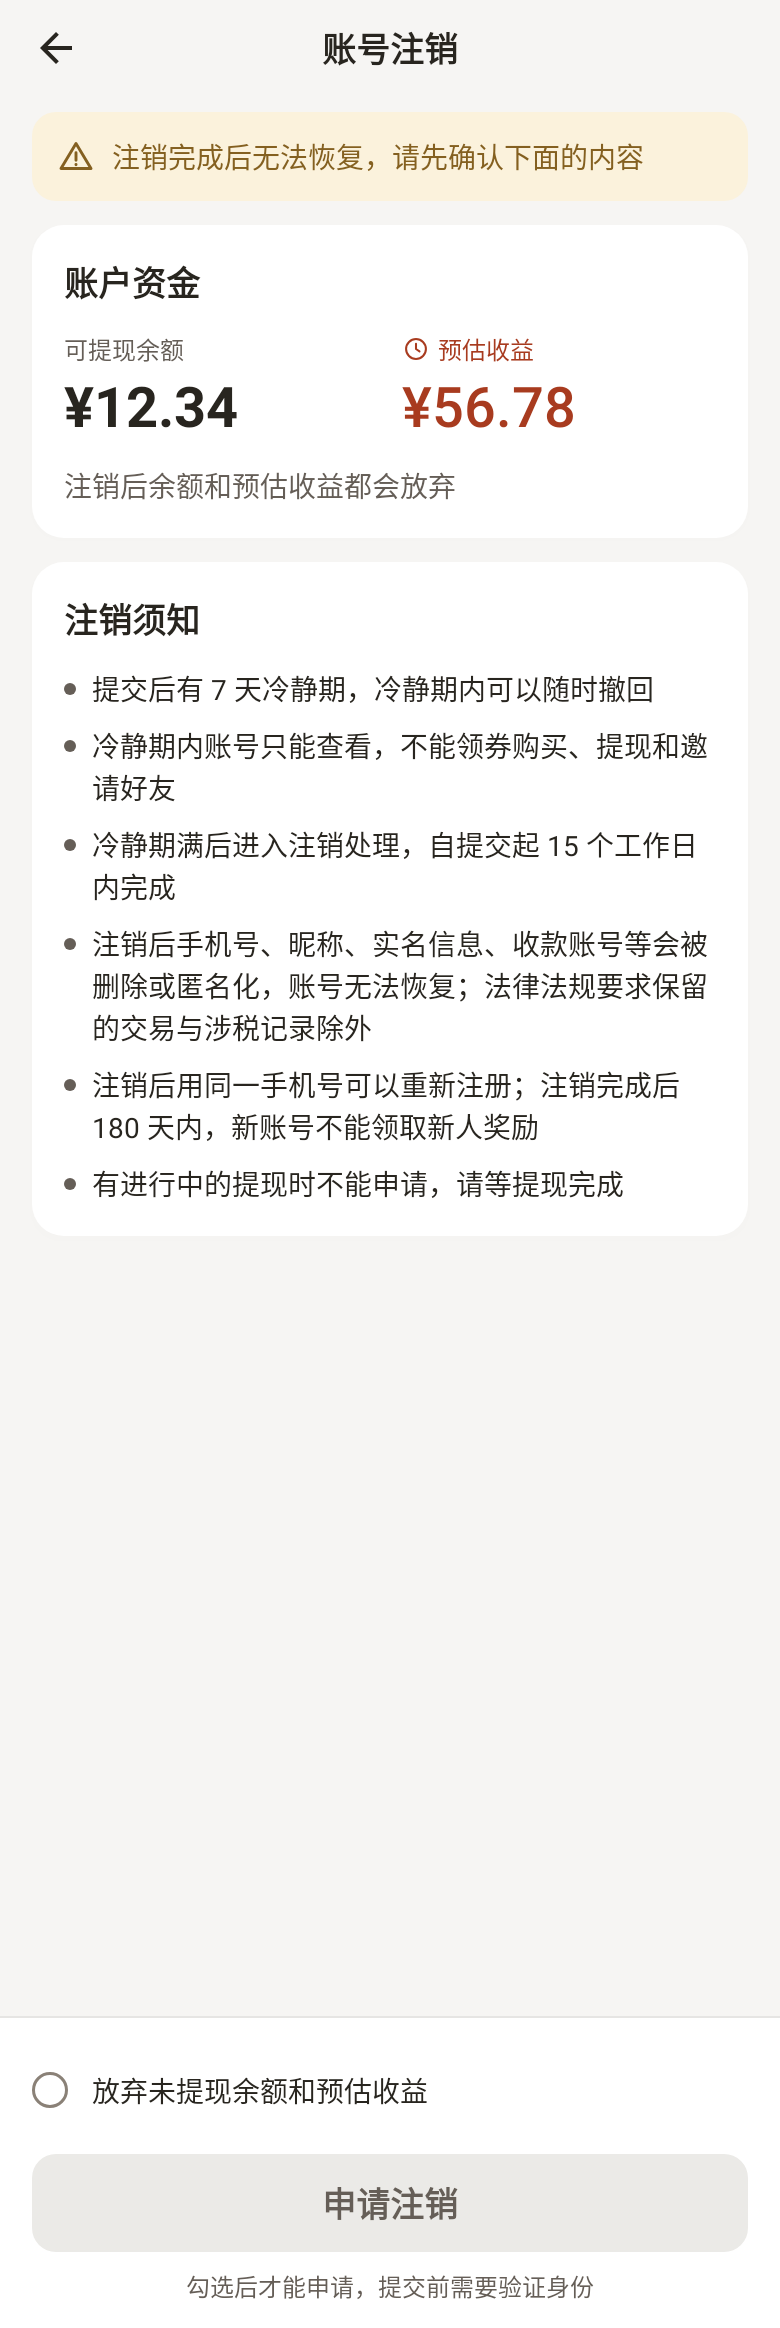 账号注销
注销完成后无法恢复，请先确认下面的内容
账户资金
可提现余额
预估收益
¥12.34
¥56.78
注销后余额和预估收益都会放弃
注销须知
提交后有 7 天冷静期，冷静期内可以随时撤回
冷静期内账号只能查看，不能领券购买、提现和邀
请好友
冷静期满后进入注销处理，自提交起 15 个工作日
内完成
注销后手机号、昵称、实名信息、收款账号等会被
删除或匿名化，账号无法恢复；法律法规要求保留
的交易与涉税记录除外
注销后用同一手机号可以重新注册；注销完成后
180 天内，新账号不能领取新人奖励
有进行中的提现时不能申请，请等提现完成
放弃未提现余额和预估收益
申请注销
勾选后才能申请，提交前需要验证身份